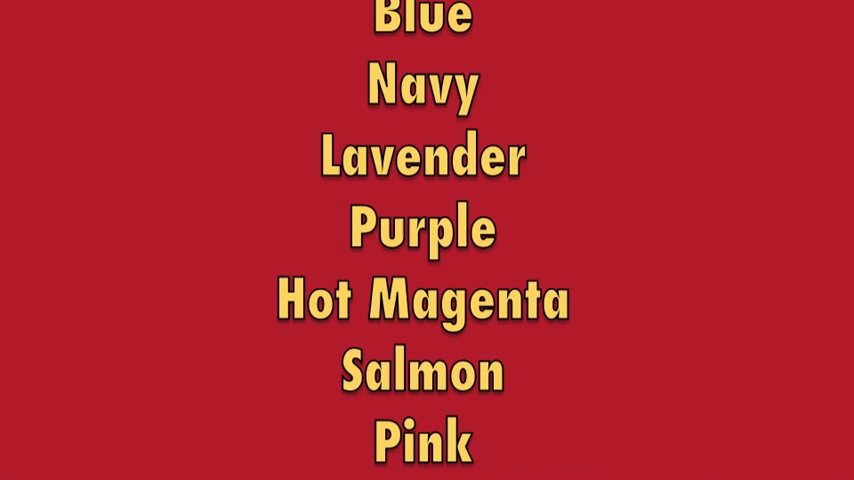 Blue
Navy
Lavender
Purple
Hot Magenta
Salmon
Pink